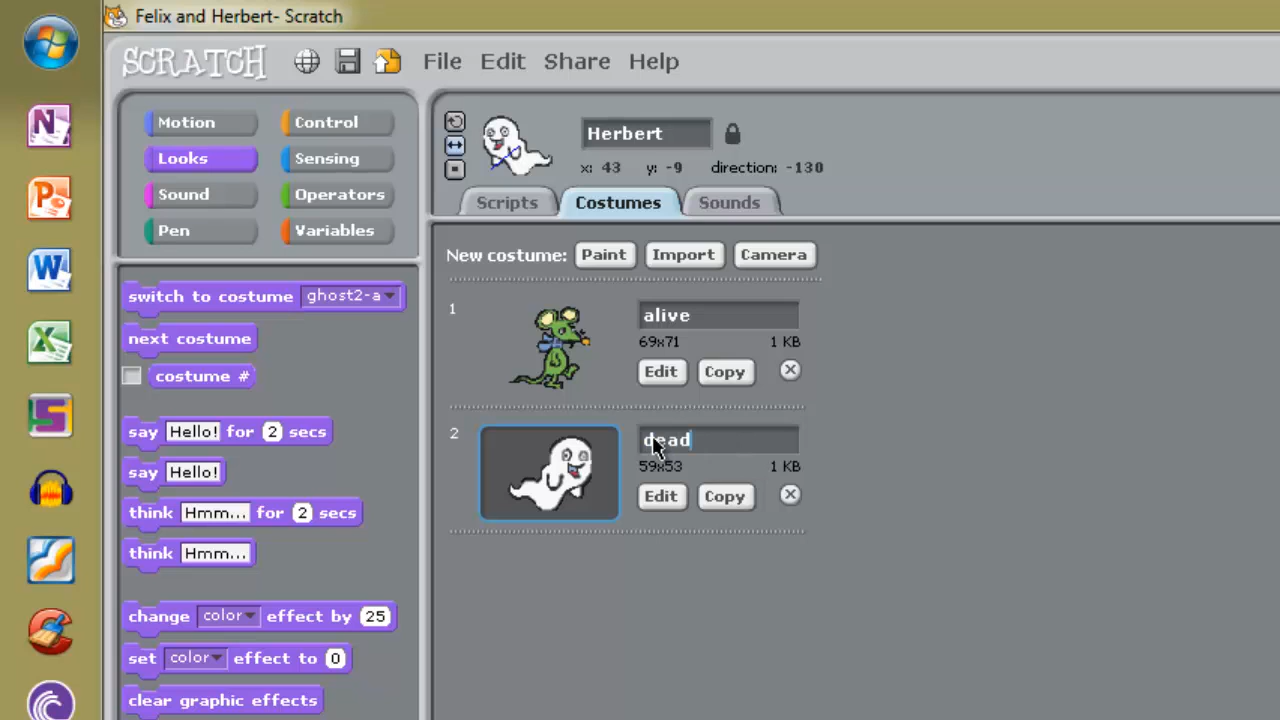 Felix and Herbert- Scratch
SCRATCH File Edit Share Help
Motion Control
Looks Sensing
Sound Operators
Pen Variables
Herbert
x: 43 y: -9 direction: -130
Scripts Costumes Sounds
New costume: Paint Import Camera
switch to costume ghost2-a
next costume
costume #
say Hello! for 2 secs
say Hello!
think Hmm... for 2 secs
think Hmm...
change color effect by 25
set color effect to 0
clear graphic effects
1
alive
69x71 1 KB
Edit Copy
2
dead
59x53 1 KB
Edit Copy
N
P
W
X
S